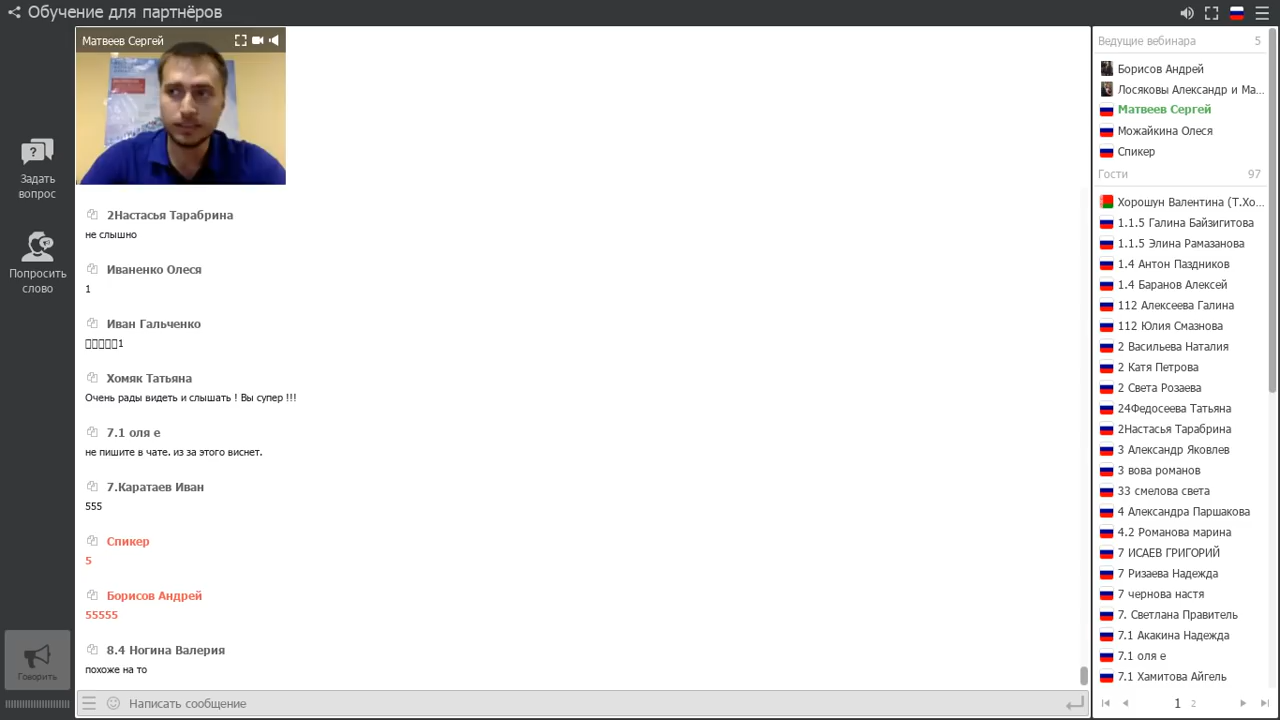 Обучение для партнёров
Матвеев Сергей
Задать
вопрос
Попросить
слово
Говорить
2Настасья Тарабрина
не слышно
Иваненко Олеся
1
Иван Гальченко
1
Хомяк Татьяна
Очень рады видеть и слышать ! Вы супер !!!
7.1 оля е
не пишите в чате. из за этого виснет.
7.Каратаев Иван
555
Спикер
5
Борисов Андрей
55555
8.4 Ногина Валерия
похоже на то
Написать сообщение
Ведущие вебинара 5
Борисов Андрей
Лосяковы Александр и Ма...
Матвеев Сергей
Можайкина Олеся
Спикер
Гости 97
Хорошун Валентина (Т.Хо...
1.1.5 Галина Байзигитова
1.1.5 Элина Рамазанова
1.4 Антон Паздников
1.4 Баранов Алексей
112 Алексеева Галина
112 Юлия Смазнова
2 Васильева Наталия
2 Катя Петрова
2 Света Розаева
24Федосеева Татьяна
2Настасья Тарабрина
3 Александр Яковлев
3 вова романов
33 смелова света
4 Александра Паршакова
4.2 Романова марина
7 ИСАЕВ ГРИГОРИЙ
7 Ризаева Надежда
7 чернова настя
7. Светлана Правитель
7.1 Акакина Надежда
7.1 оля е
7.1 Хамитова Айгель
1 2